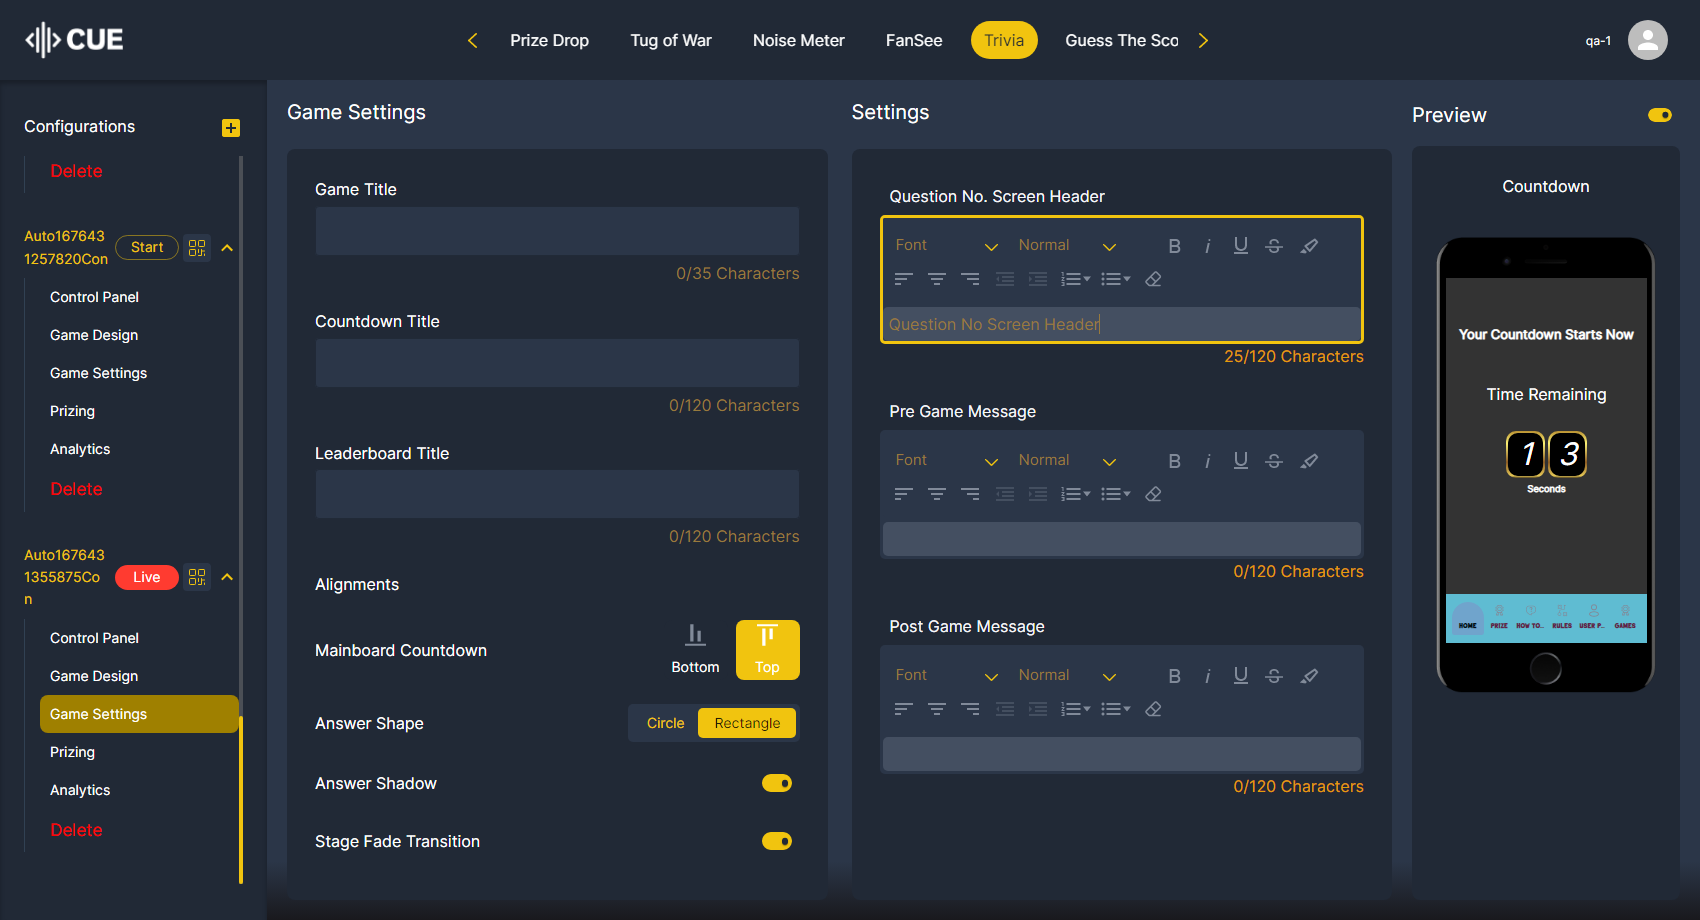 CUE
Prize Drop
Tug of War
Noise Meter
FanSee
Trivia
Guess The Sco
qa-1
Configurations
Delete
Auto167643
1257820Con
Start
Control Panel
Game Design
Game Settings
Prizing
Analytics
Delete
Auto167643
1355875Co
n
Live
Control Panel
Game Design
Game Settings
Prizing
Analytics
Delete
Game Settings
Game Title
0/35 Characters
Countdown Title
0/120 Characters
Leaderboard Title
0/120 Characters
Alignments
Mainboard Countdown
Bottom
Top
Answer Shape
Circle
Rectangle
Answer Shadow
Stage Fade Transition
Settings
Question No. Screen Header
Font
Normal
B
i
U
S
Question No Screen Header
25/120 Characters
Pre Game Message
Font
Normal
B
i
U
S
0/120 Characters
Post Game Message
Font
Normal
B
i
U
S
0/120 Characters
Preview
Countdown
Your Countdown Starts Now
Time Remaining
1 3
Seconds
HOME
PRIZE
HOW TO..
RULES
USER P..
GAMES